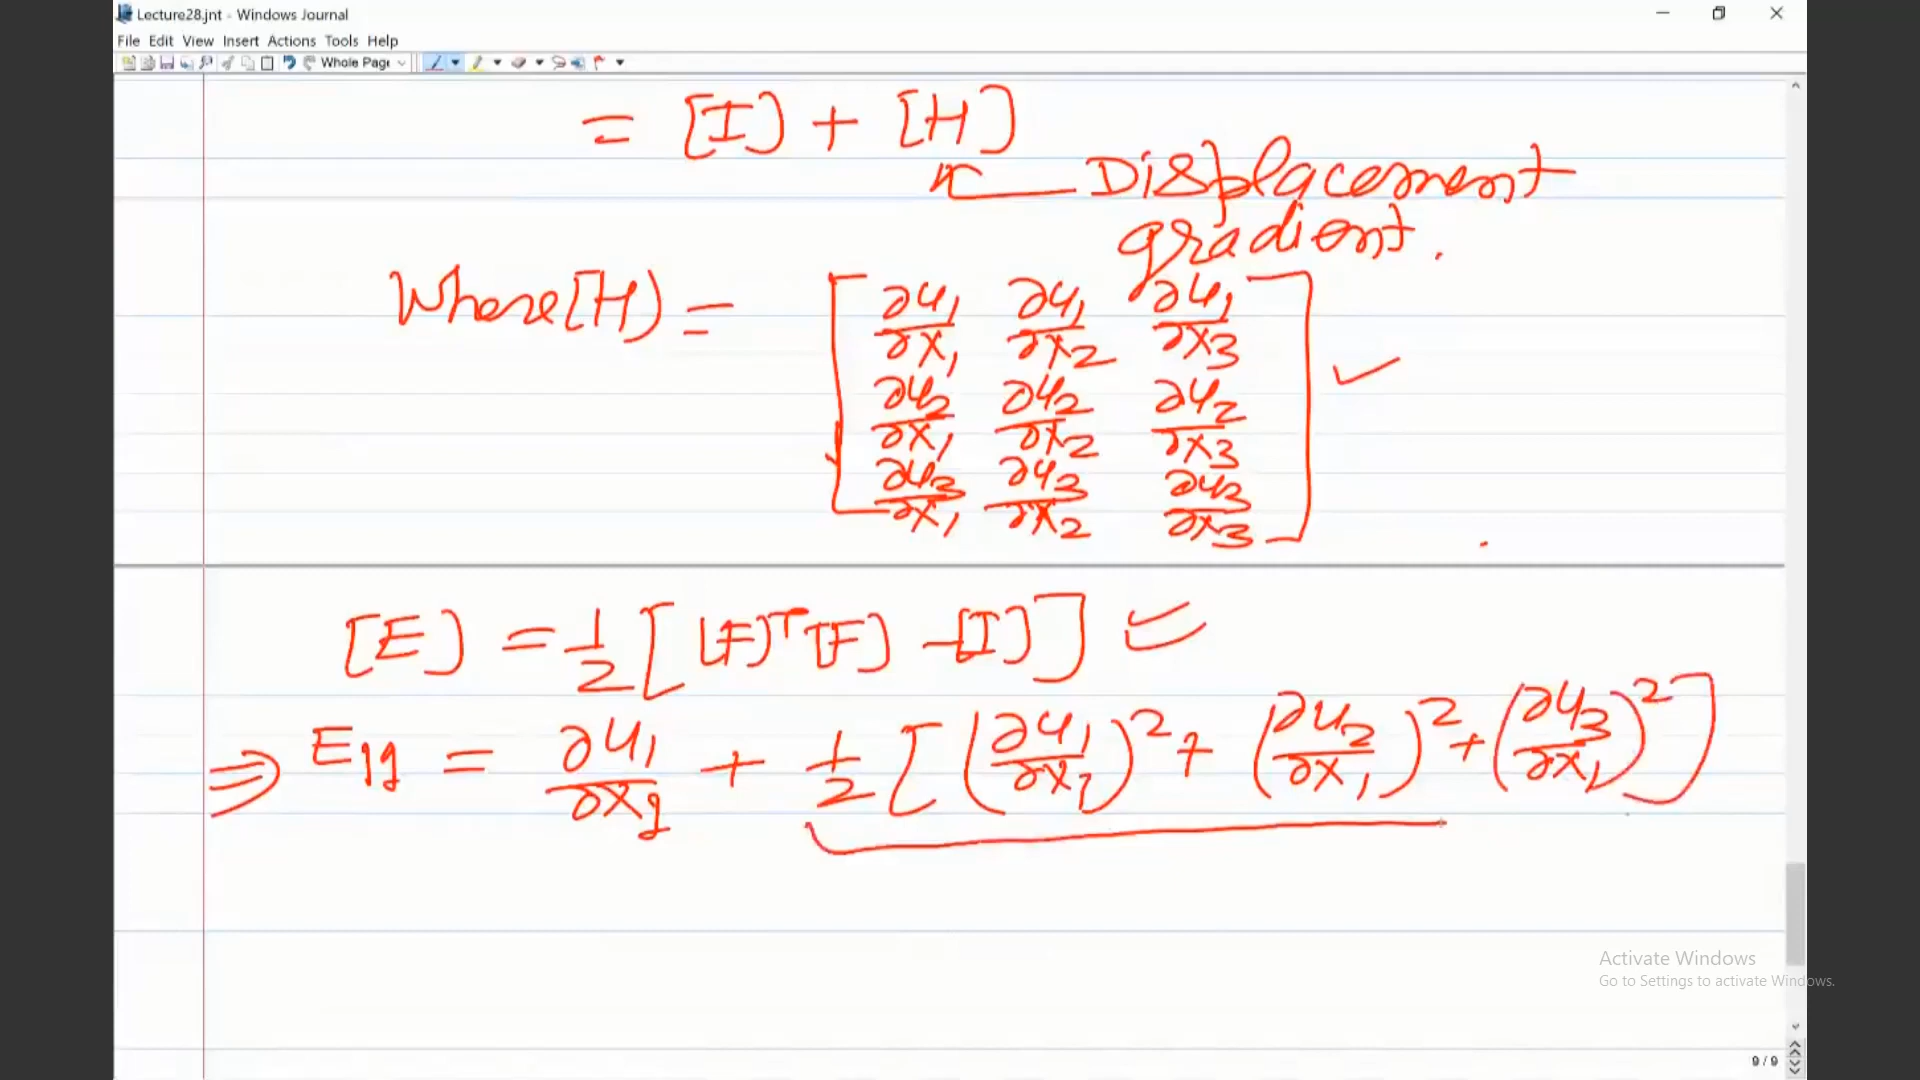 Lecture28.jnt - Windows Journal
File Edit View Insert Actions Tools Help
Whole Page
= [I] + [H]
Displacement
gradient.
Where [H] =
∂u₁/∂X₁ ∂u₁/∂X₂ ∂u₁/∂X₃
∂u₂/∂X₁ ∂u₂/∂X₂ ∂u₂/∂X₃
∂u₃/∂X₁ ∂u₃/∂X₂ ∂u₃/∂X₃
[E] = 1/2 [ [F]ᵀ [F] - [I] ]
⇒ E₁₁ = ∂u₁/∂X₁ + 1/2 [ (∂u₁/∂X₁)² + (∂u₂/∂X₁)² + (∂u₃/∂X₁)² ]
Activate Windows
Go to Settings to activate Windows.
9 / 9